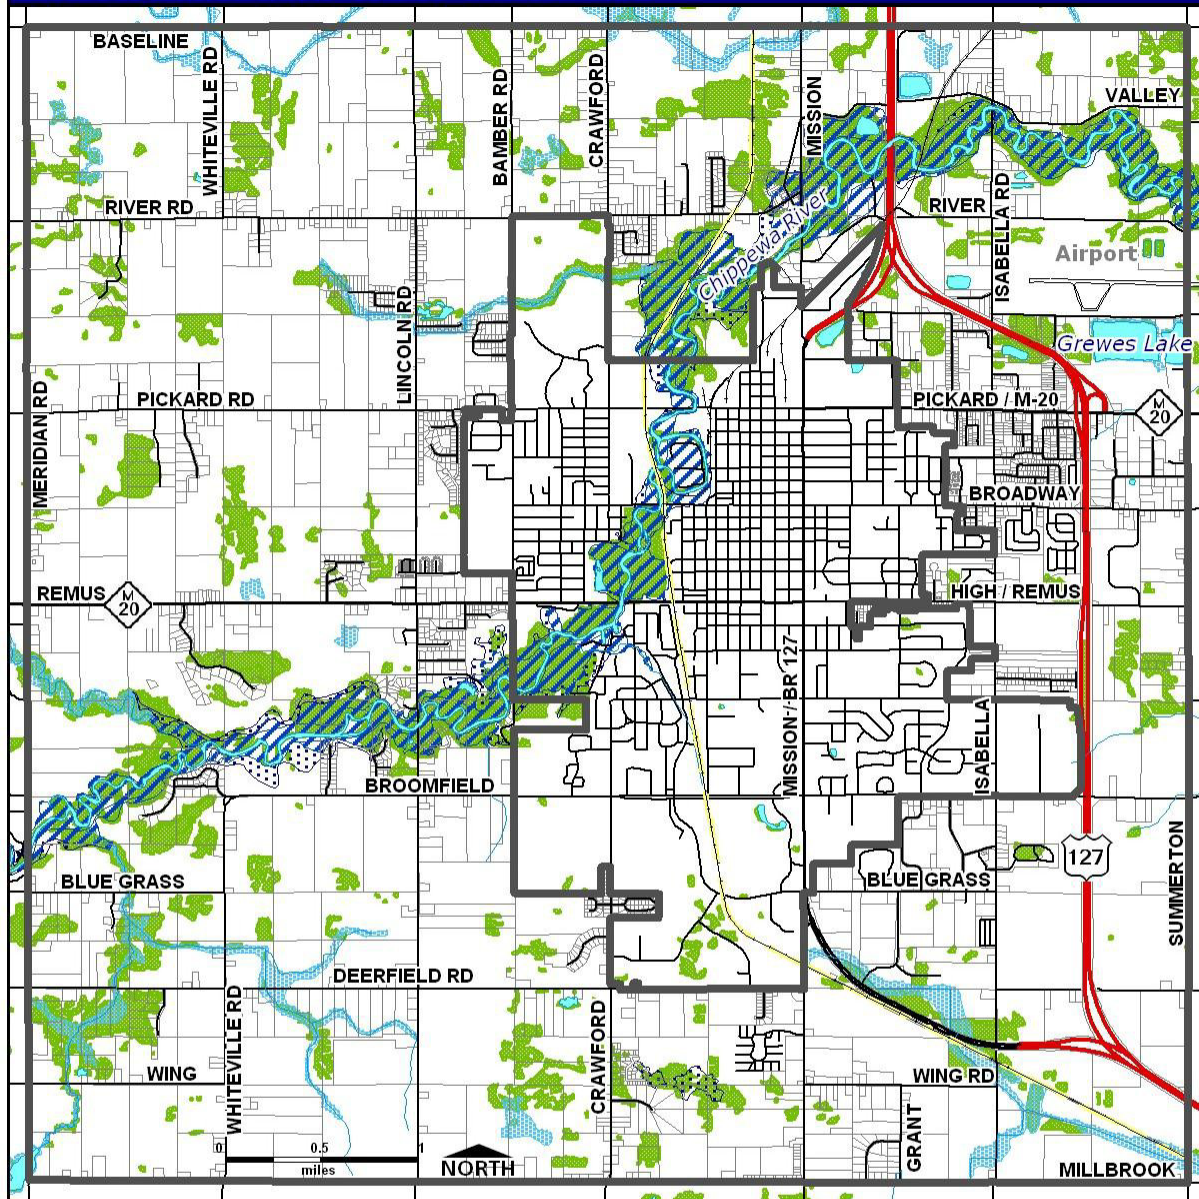 BASELINE
WHITEVILLE RD
BAMBER RD
CRAWFORD
MISSION
VALLEY
RIVER RD
RIVER
ISABELLA RD
Chippewa River
Airport
LINCOLN RD
Grewes Lake
MERIDIAN RD
PICKARD RD
PICKARD / M-20
M
20
BROADWAY
REMUS
M
20
HIGH / REMUS
MISSION / BR 127
ISABELLA
BROOMFIELD
127
BLUE GRASS
BLUE GRASS
SUMMERTON
DEERFIELD RD
WHITEVILLE RD
CRAWFORD
WING
WING RD
GRANT
0 0.5 1
miles
NORTH
MILLBROOK